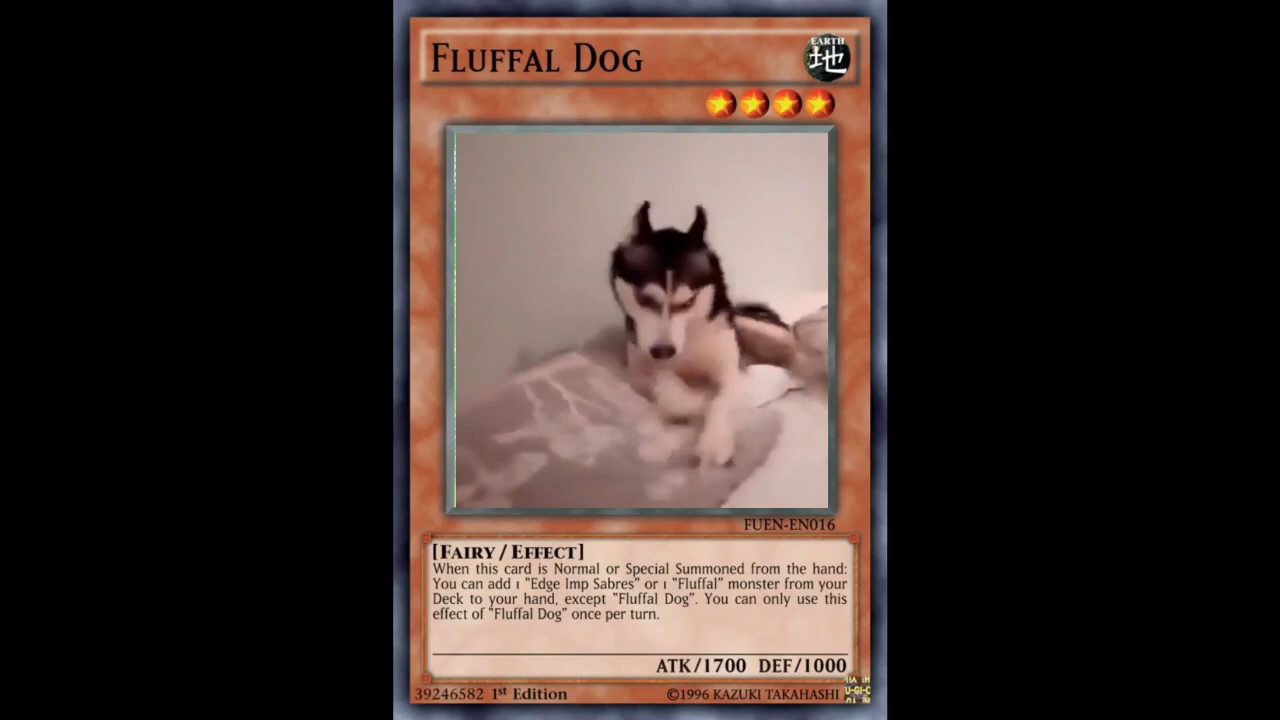 FLUFFAL DOG
EARTH
地
FUEN-EN016
[FAIRY / EFFECT]
When this card is Normal or Special Summoned from the hand:
You can add 1 "Edge Imp Sabres" or 1 "Fluffal" monster from your
Deck to your hand, except "Fluffal Dog". You can only use this
effect of "Fluffal Dog" once per turn.
ATK/1700 DEF/1000
39246582 1st Edition ©1996 KAZUKI TAKAHASHI